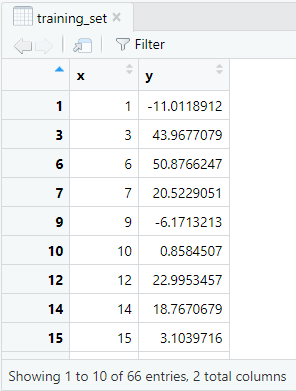 training_set
Filter
x y
1 1 -11.0118912
3 3 43.9677079
6 6 50.8766247
7 7 20.5229051
9 9 -6.1713213
10 10 0.8584507
12 12 22.9953457
14 14 18.7670679
15 15 3.1039716
Showing 1 to 10 of 66 entries, 2 total columns